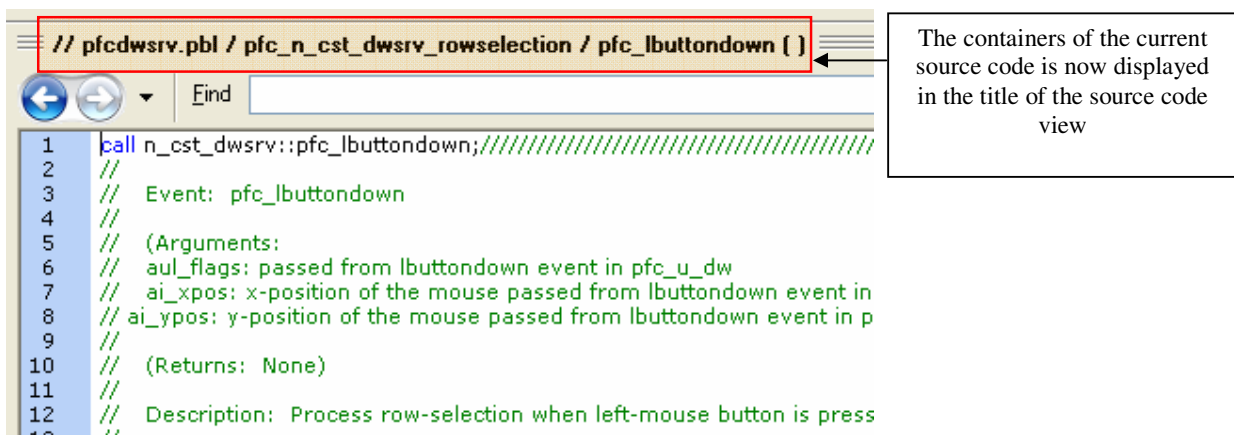 // pfcdwsrv.pbl / pfc_n_cst_dwsrv_rowselection / pfc_lbuttondown ( )
The containers of the current
source code is now displayed
in the title of the source code
view
Find
1 call n_cst_dwsrv::pfc_lbuttondown;////////////////////////////////////////
2 //
3 // Event: pfc_lbuttondown
4 //
5 // (Arguments:
6 // aul_flags: passed from lbuttondown event in pfc_u_dw
7 // ai_xpos: x-position of the mouse passed from lbuttondown event in
8 // ai_ypos: y-position of the mouse passed from lbuttondown event in p
9 //
10 // (Returns: None)
11 //
12 // Description: Process row-selection when left-mouse button is press